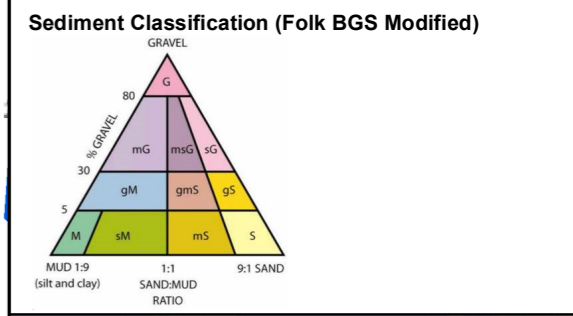 Sediment Classification (Folk BGS Modified)
GRAVEL
G
80
% GRAVEL
mG
msG
sG
30
gM
gmS
gS
5
M
sM
mS
S
MUD 1:9
1:1
9:1 SAND
(silt and clay)
SAND:MUD
RATIO